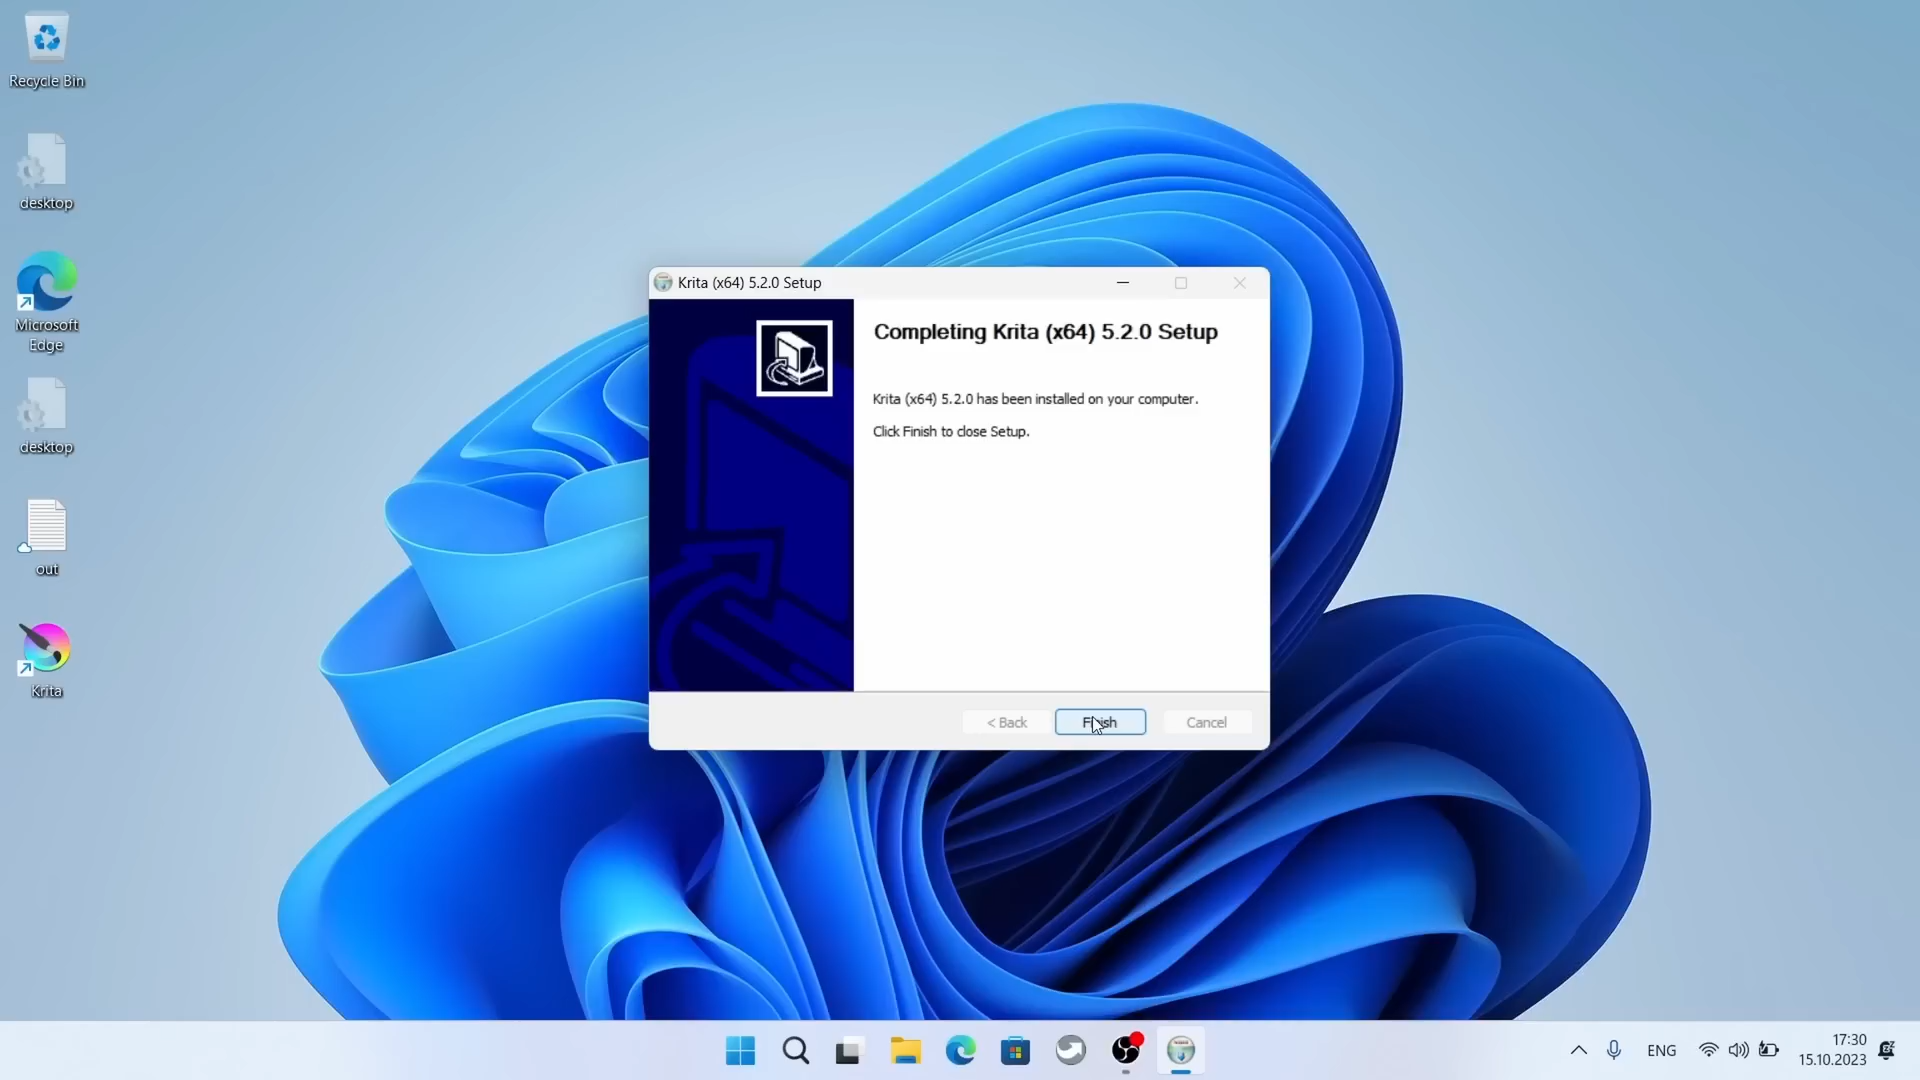 Recycle Bin
desktop
Microsoft
Edge
desktop
out
Krita
Krita (x64) 5.2.0 Setup
Completing Krita (x64) 5.2.0 Setup
Krita (x64) 5.2.0 has been installed on your computer.
Click Finish to close Setup.
< Back
Finish
Cancel
ENG
17:30
15.10.2023